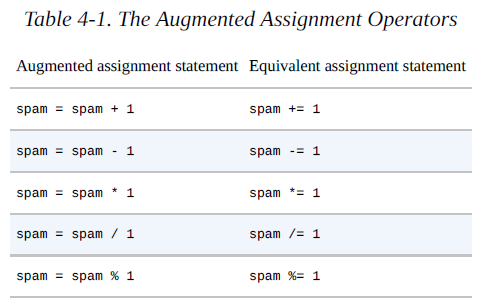 Table 4-1. The Augmented Assignment Operators
Augmented assignment statement Equivalent assignment statement
spam = spam + 1 spam += 1
spam = spam - 1 spam -= 1
spam = spam * 1 spam *= 1
spam = spam / 1 spam /= 1
spam = spam % 1 spam %= 1